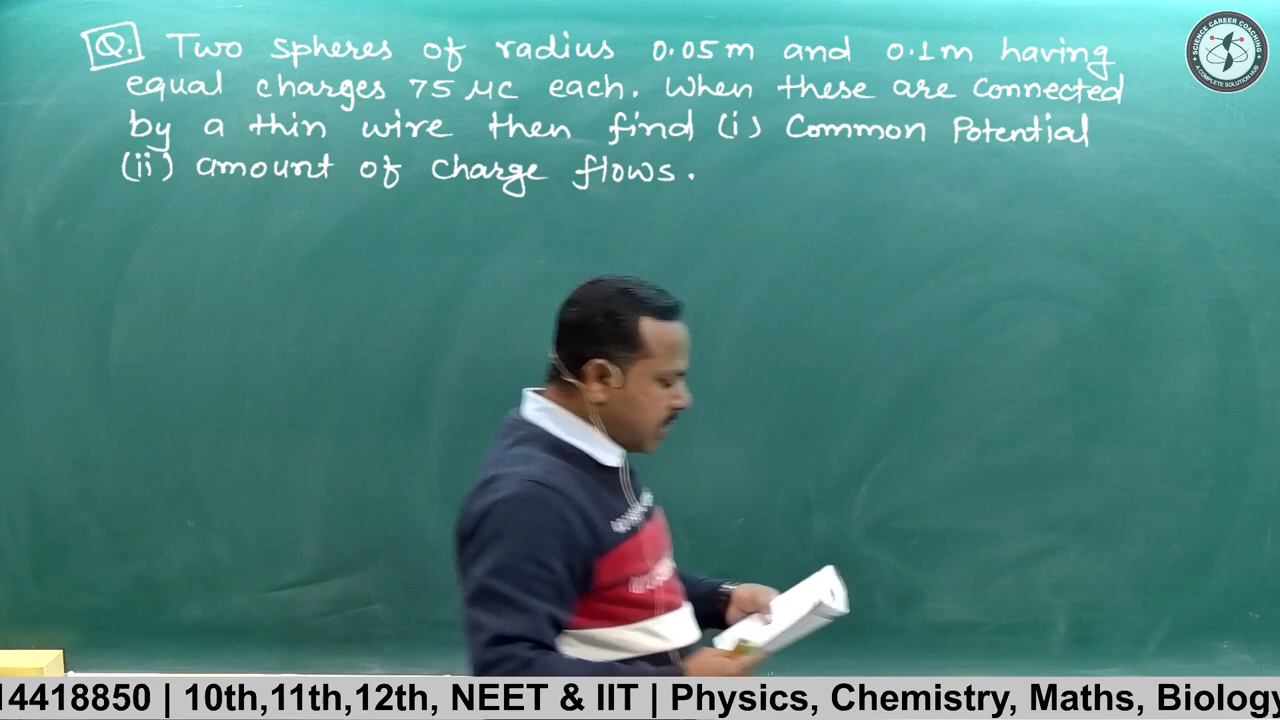 Q. Two spheres of radius 0.05m and 0.1m having
equal charges 75 μc each. When these are connected
by a thin wire then find (i) Common Potential
(ii) amount of charge flows.
SCIENCE CAREER COACHING
A COMPLETE SOLUTION HUB
14418850 | 10th,11th,12th, NEET & IIT | Physics, Chemistry, Maths, Biology